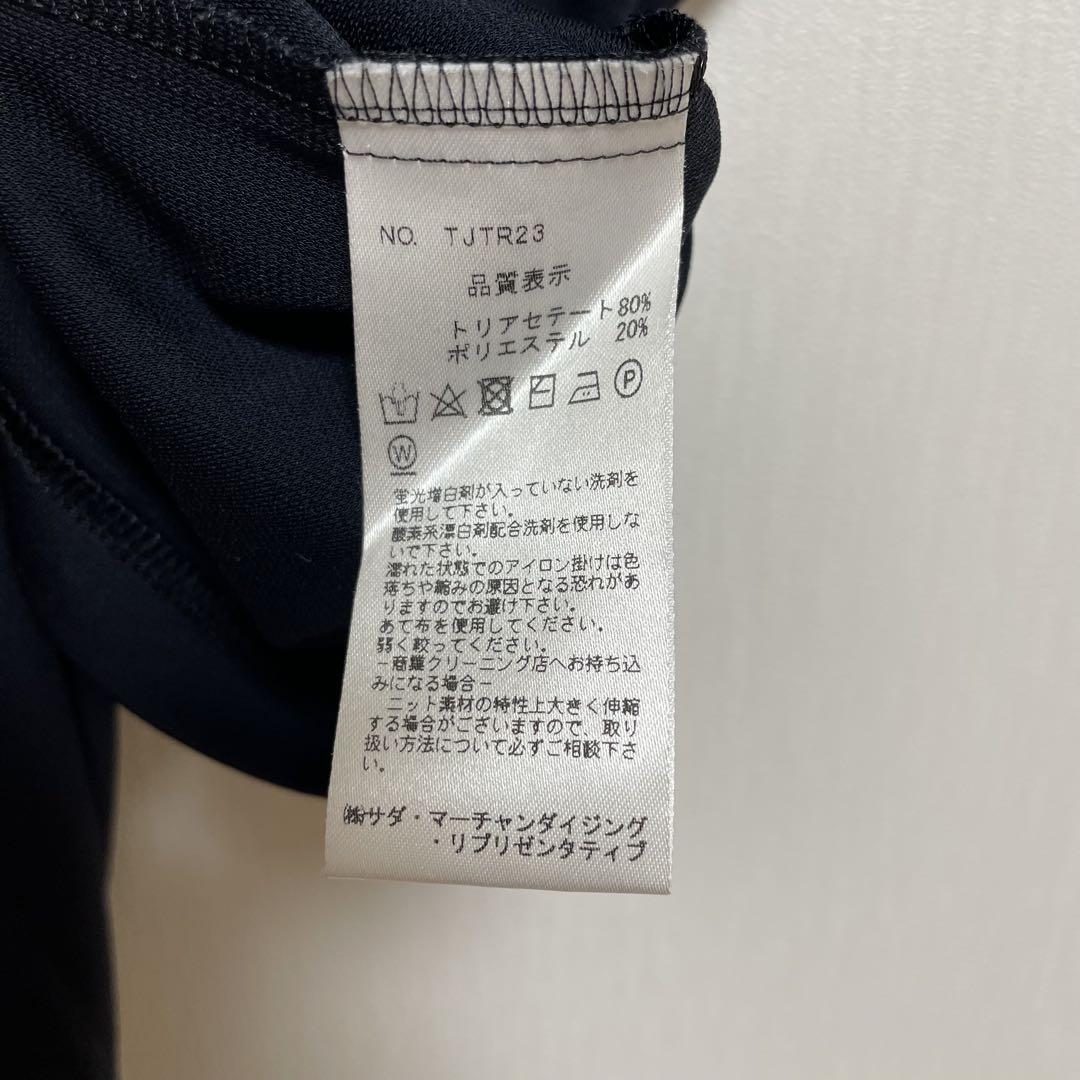 NO. TJTR23
品質表示
トリアセテート80%
ポリエステル 20%
P
W
蛍光増白剤が入っていない洗剤を
使用して下さい。
酸素系漂白剤配合洗剤を使用しな
いで下さい。
濡れた状態でのアイロン掛けは色
落ちや縮みの原因となる恐れがあ
りますのでお避け下さい。
あて布を使用してください。
弱く絞ってください。
-商業クリーニング店へお持ち込
みになる場合-
ニット素材の特性上大きく伸縮
する場合がございますので、取り
扱い方法について必ずご相談下さ
い。
㈱サダ・マーチャンダイジング
・リプリゼンタティブ